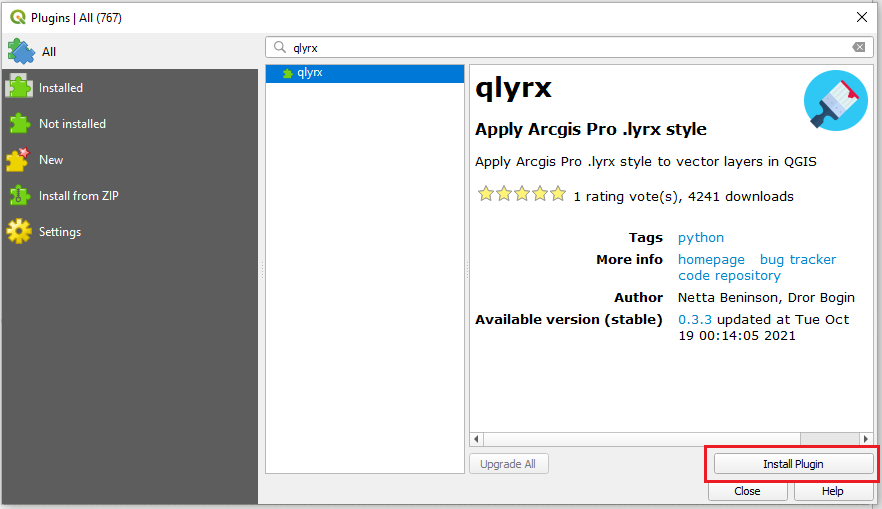 Plugins | All (767)
All
Installed
Not installed
New
Install from ZIP
Settings
qlyrx
qlyrx
qlyrx
Apply Arcgis Pro .lyrx style
Apply Arcgis Pro .lyrx style to vector layers in QGIS
1 rating vote(s), 4241 downloads
Tags python
More info homepage bug tracker
code repository
Author Netta Beninson, Dror Bogin
Available version (stable) 0.3.3 updated at Tue Oct
19 00:14:05 2021
Upgrade All
Install Plugin
Close
Help